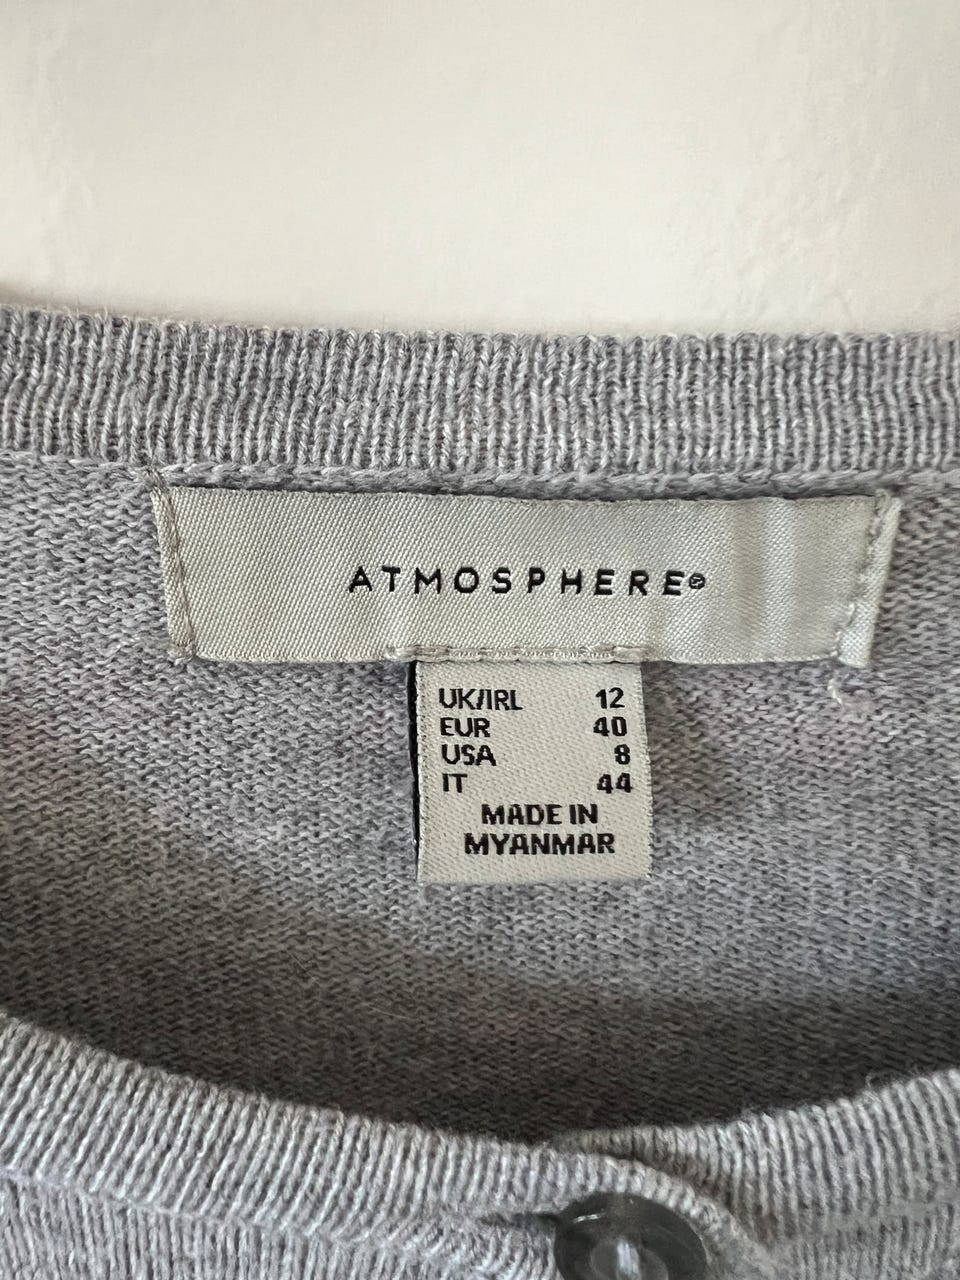 ATMOSPHERE®
UK/IRL 12
EUR 40
USA 8
IT 44
MADE IN
MYANMAR